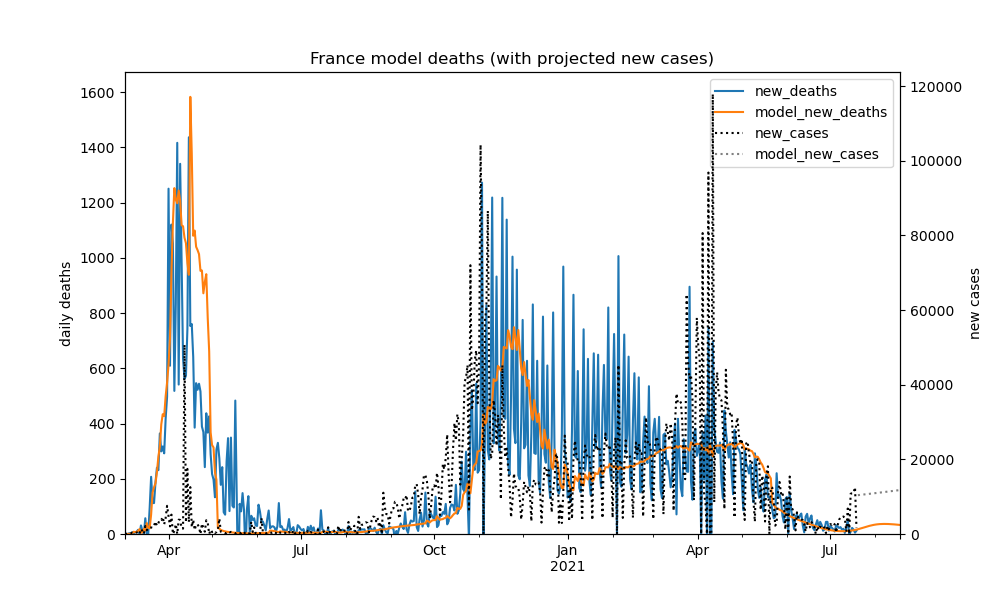 France model deaths (with projected new cases)
new_deaths
model_new_deaths
new_cases
model_new_cases
1600
1400
1200
1000
800
600
400
200
0
daily deaths
120000
100000
80000
60000
40000
20000
0
new cases
Apr
Jul
Oct
Jan
2021
Apr
Jul